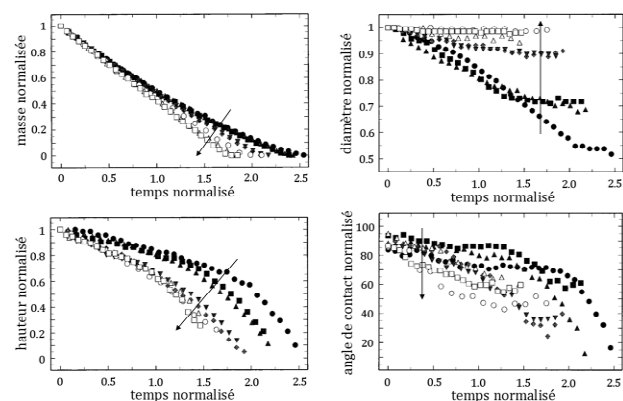 masse normalisée
1
0.8
0.6
0.4
0.2
0
0 0.5 1.0 1.5 2.0 2.5
temps normalisé
diamètre normalisé
1
0.9
0.8
0.7
0.6
0.5
0 0.5 1.0 1.5 2.0 2.5
temps normalisé
hauteur normalisé
1
0.8
0.6
0.4
0.2
0
0 0.5 1.0 1.5 2.0 2.5
temps normalisé
angle de contact normalisé
100
80
60
40
20
0 0.5 1.0 1.5 2.0 2.5
temps normalisé